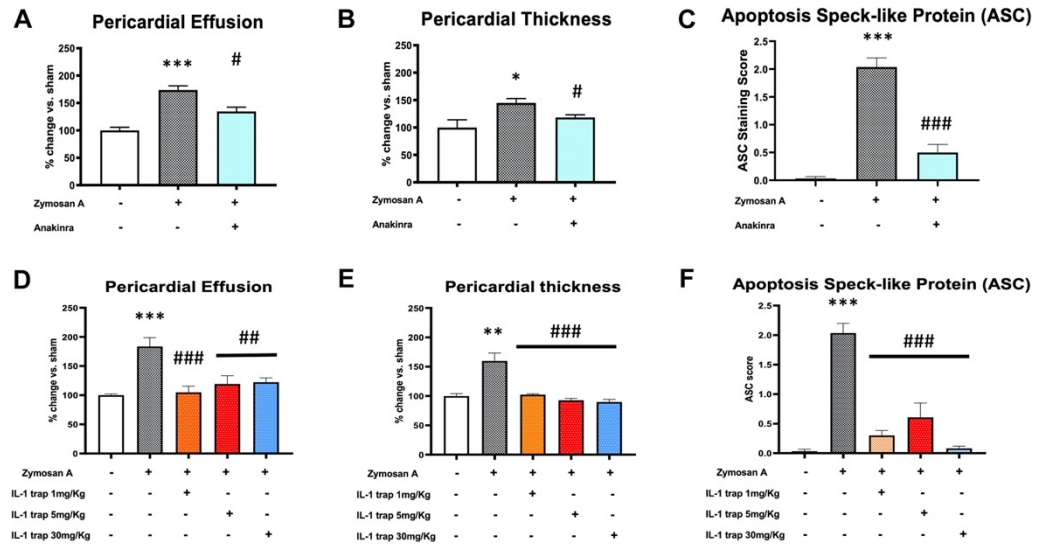 A
Pericardial Effusion
% change vs. sham
250
200
150
100
50
0
***
#
Zymosan A - + +
Anakinra - - +
B
Pericardial Thickness
% change vs. sham
250
200
150
100
50
0
*
#
Zymosan A - + +
Anakinra - - +
C
Apoptosis Speck-like Protein (ASC)
ASC Staining Score
2.5
2.0
1.5
1.0
0.5
0.0
***
###
Zymosan A - + +
Anakinra - - +
D
Pericardial Effusion
% change vs. sham
250
200
150
100
50
0
***
###
##
Zymosan A - + + + +
IL-1 trap 1mg/Kg - - + - -
IL-1 trap 5mg/Kg - - - + -
IL-1 trap 30mg/Kg - - - - +
E
Pericardial thickness
% change vs. sham
250
200
150
100
50
0
**
###
Zymosan A - + + + +
IL-1 trap 1mg/Kg - - + - -
IL-1 trap 5mg/Kg - - - + -
IL-1 trap 30mg/Kg - - - - +
F
Apoptosis Speck-like Protein (ASC)
ASC score
2.5
2.0
1.5
1.0
0.5
0.0
***
###
Zymosan A - + + + +
IL-1 trap 1mg/Kg - - + - -
IL-1 trap 5mg/Kg - - - + -
IL-1 trap 30mg/Kg - - - - +